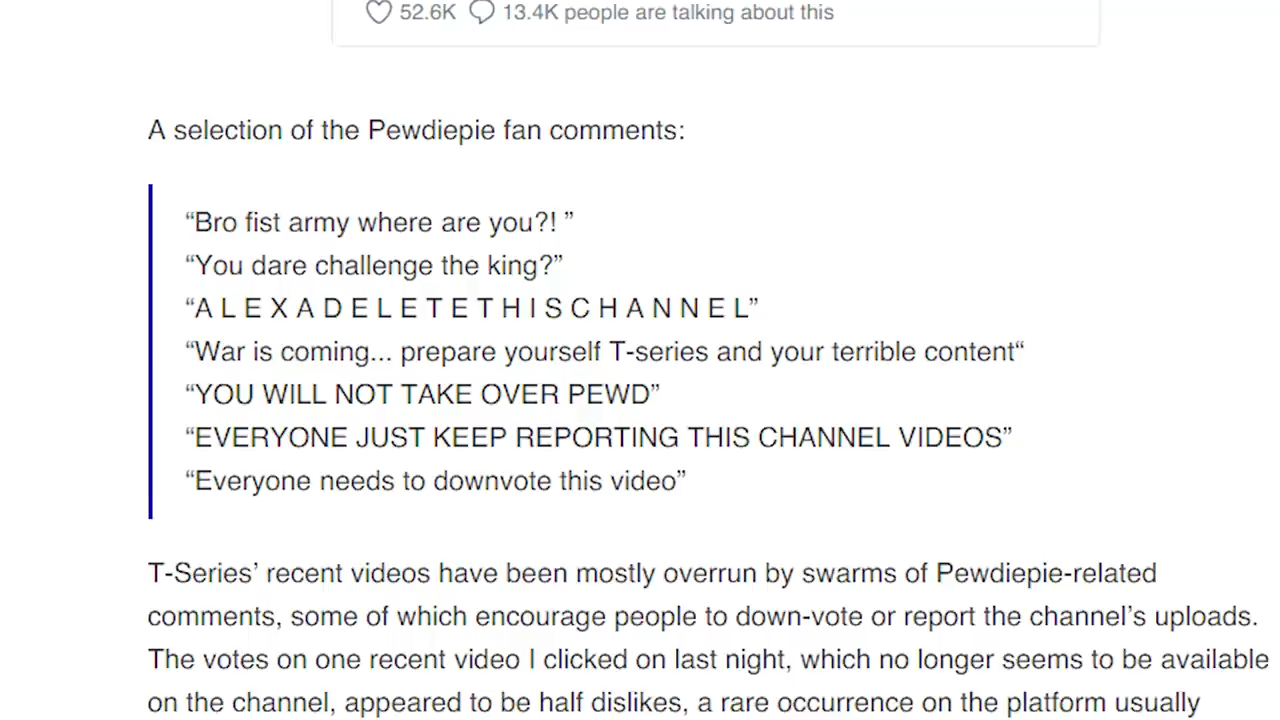 52.6K 13.4K people are talking about this
A selection of the Pewdiepie fan comments:
“Bro fist army where are you?! ”
“You dare challenge the king?”
“A L E X A D E L E T E T H I S C H A N N E L”
“War is coming... prepare yourself T-series and your terrible content“
“YOU WILL NOT TAKE OVER PEWD”
“EVERYONE JUST KEEP REPORTING THIS CHANNEL VIDEOS”
“Everyone needs to downvote this video”
T-Series’ recent videos have been mostly overrun by swarms of Pewdiepie-related
comments, some of which encourage people to down-vote or report the channel’s uploads.
The votes on one recent video I clicked on last night, which no longer seems to be available
on the channel, appeared to be half dislikes, a rare occurrence on the platform usually